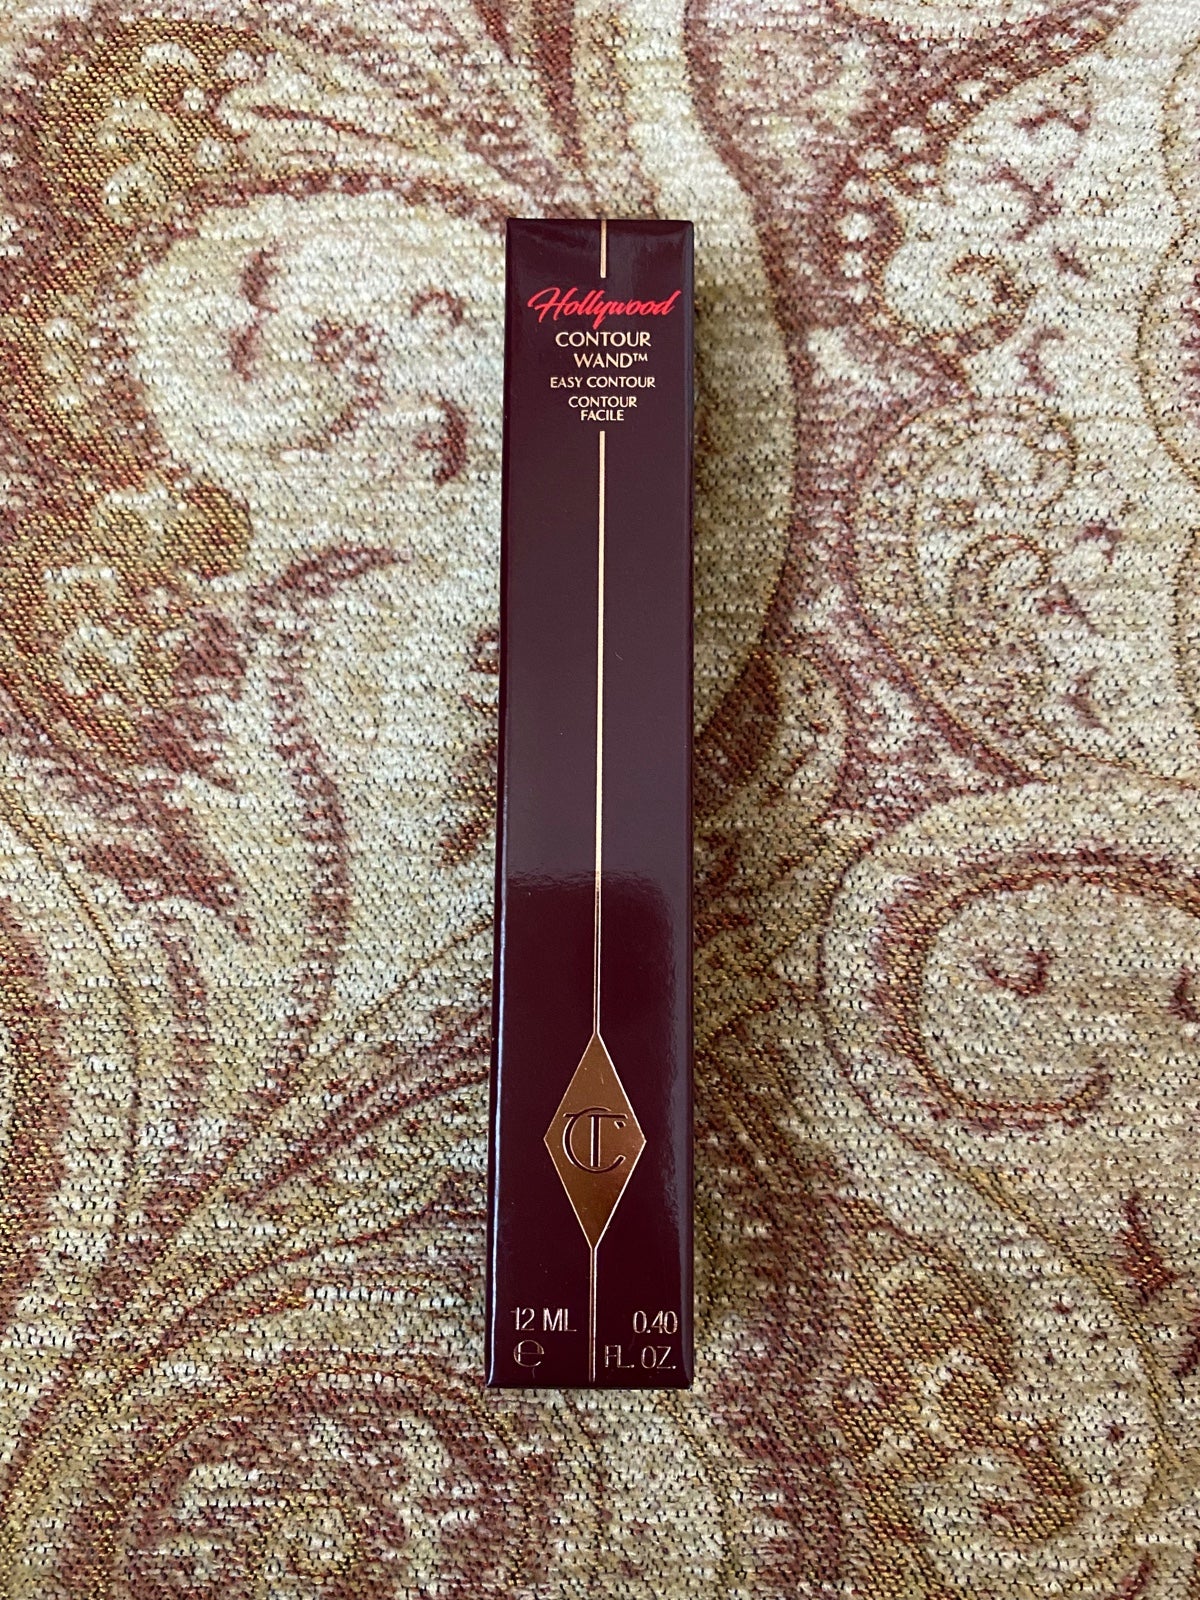 Hollywood
CONTOUR
WAND™
EASY CONTOUR
CONTOUR
FACILE
CT
12 ML 0.40
℮ FL. OZ.